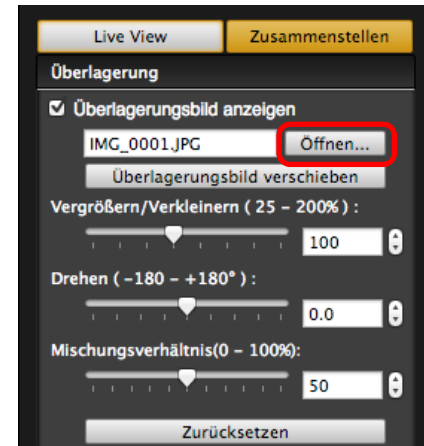 Live View Zusammenstellen
Überlagerung
Überlagerungsbild anzeigen
IMG_0001.JPG Öffnen...
Überlagerungsbild verschieben
Vergrößern/Verkleinern ( 25 – 200% ) :
100
Drehen ( –180 – +180° ) :
0.0
Mischungsverhältnis(0 – 100%):
50
Zurücksetzen